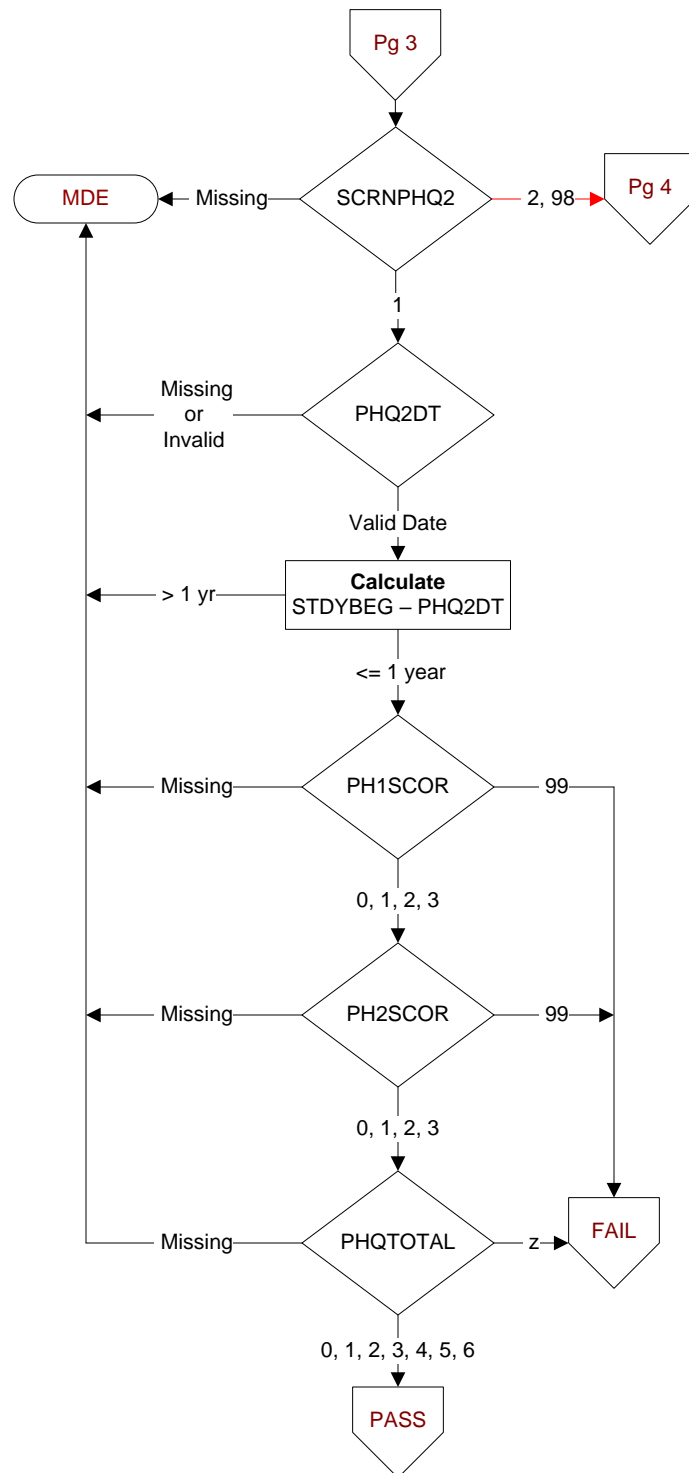 Pg 3
MDE
Missing
SCRNPHQ2
2, 98
Pg 4
1
Missing
or
Invalid
PHQ2DT
Valid Date
> 1 yr
Calculate
STDYBEG – PHQ2DT
<= 1 year
Missing
PH1SCOR
99
0, 1, 2, 3
Missing
PH2SCOR
99
0, 1, 2, 3
Missing
PHQTOTAL
z
FAIL
0, 1, 2, 3, 4, 5, 6
PASS